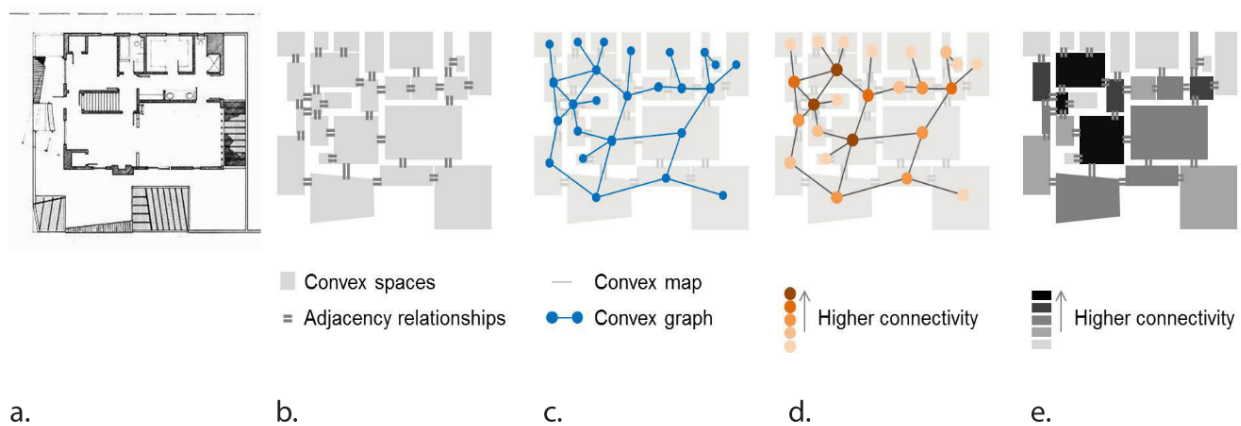 Convex spaces
Adjacency relationships
Convex map
Convex graph
Higher connectivity
Higher connectivity
a.
b.
c.
d.
e.